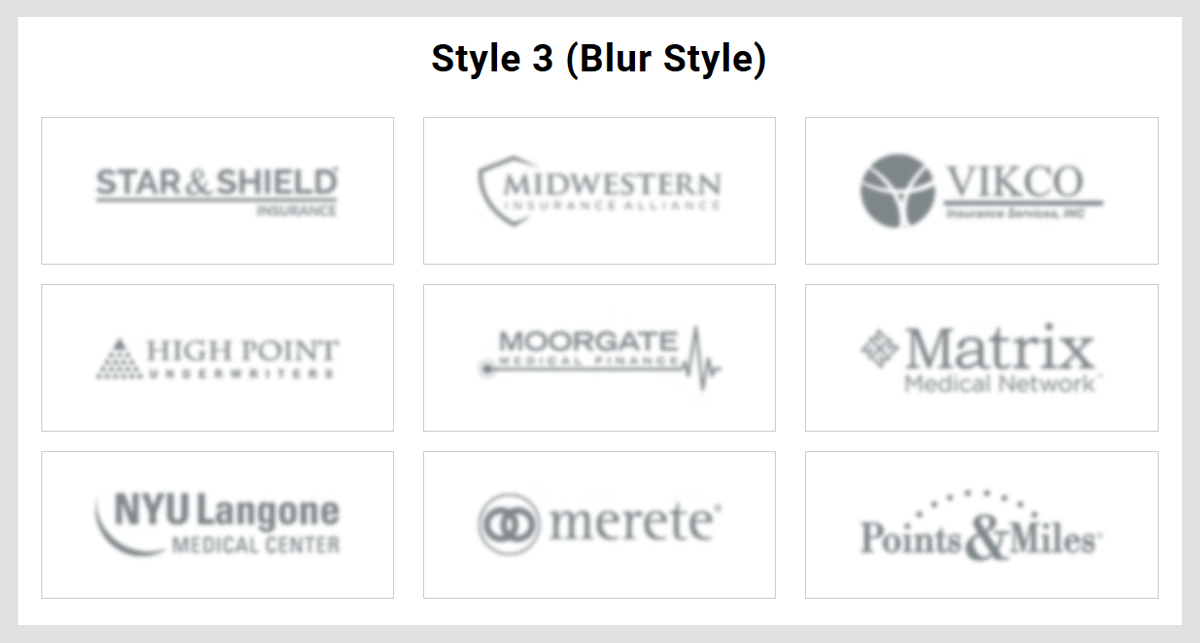 Style 3 (Blur Style)
STAR & SHIELD
INSURANCE
MIDWESTERN
INSURANCE ALLIANCE
VIKCO
Insurance Services, INC
HIGH POINT
UNDERWRITERS
MOORGATE
MEDICAL FINANCE
Matrix
Medical Network
NYU Langone
MEDICAL CENTER
merete
Points & Miles